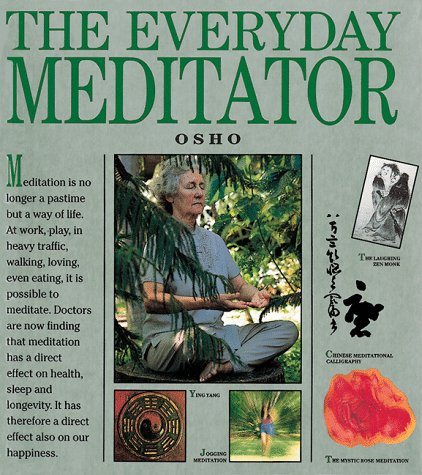 THE EVERYDAY
MEDITATOR
OSHO
Meditation is no
longer a pastime
but a way of life.
At work, play, in
heavy traffic,
walking, loving,
even eating, it is
possible to
meditate. Doctors
are now finding
that meditation
has a direct
effect on health,
sleep and
longevity. It has
therefore a direct
effect also on our
happiness.
YING YANG
JOGGING
MEDITATION
THE LAUGHING
ZEN MONK
CHINESE MEDITATIONAL
CALLIGRAPHY
THE MYSTIC ROSE MEDITATION